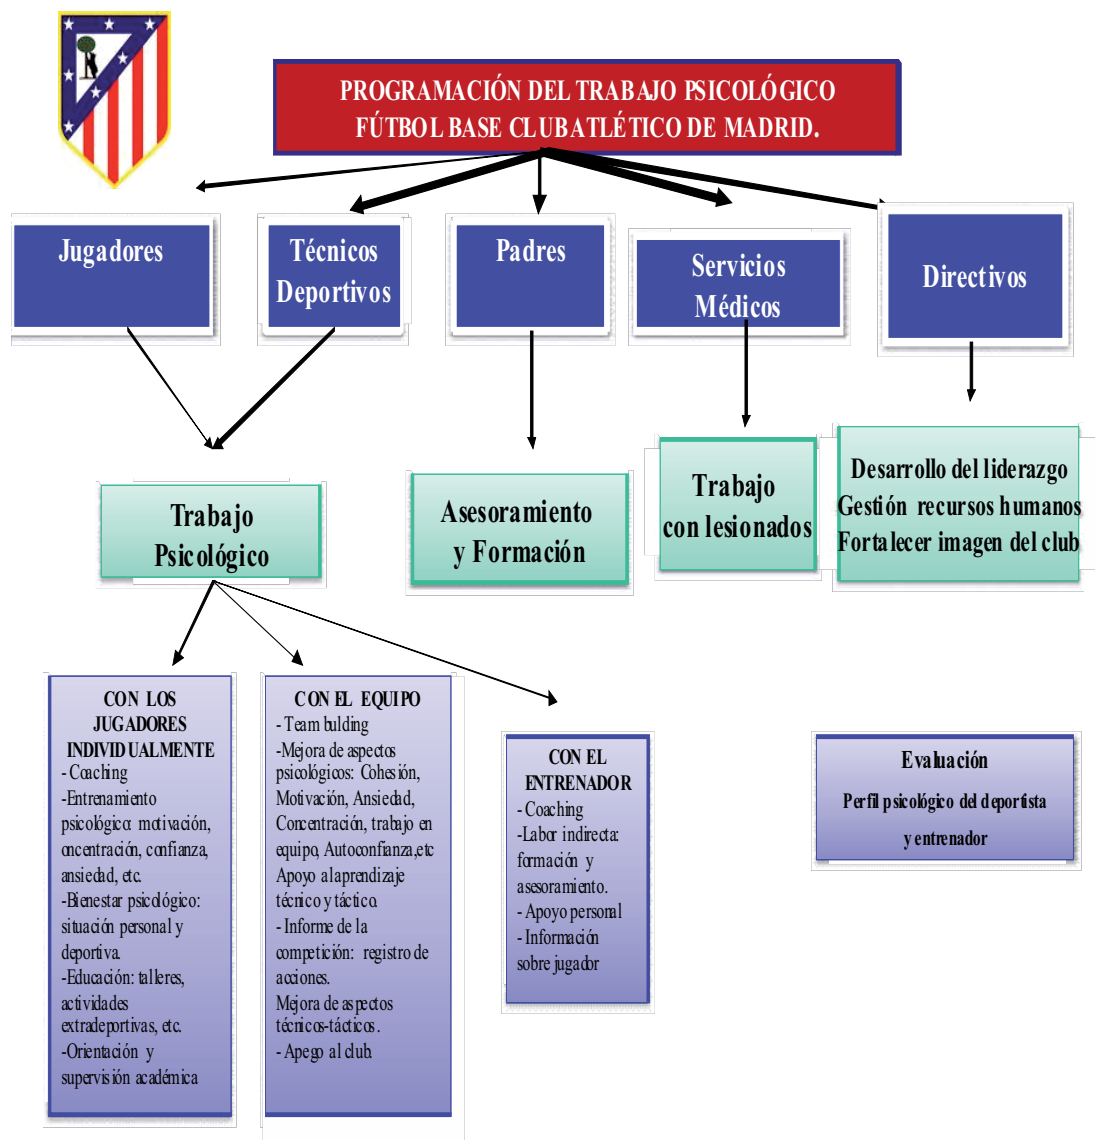 PROGRAMACIÓN DEL TRABAJO PSICOLÓGICO
FÚTBOL BASE CLUB ATLÉTICO DE MADRID.
Jugadores
Técnicos
Deportivos
Padres
Servicios
Médicos
Directivos
Trabajo
Psicológico
Asesoramiento
y Formación
Trabajo
con lesionados
Desarrollo del liderazgo
Gestión recursos humanos
Fortalecer imagen del club
CON LOS
JUGADORES
INDIVIDUALMENTE
- Coaching
-Entrenamiento
psicológico: motivación,
oncentración, confianza,
ansiedad, etc.
-Bienestar psicológico:
situación personal y
deportiva.
-Educación: talleres,
actividades
extradeportivas, etc.
-Orientación y
supervisión académica
CON EL EQUIPO
- Team bulding
-Mejora de aspectos
psicológicos: Cohesión,
Motivación, Ansiedad,
Concentración, trabajo en
equipo, Autoconfianza,etc
Apoyo al aprendizaje
técnico y táctico.
- Informe de la
competición: registro de
acciones.
Mejora de aspectos
técnicos-tácticos.
- Apego al club.
CON EL
ENTRENADOR
- Coaching
-Labor indirecta:
formación y
asesoramiento.
- Apoyo personal
- Información
sobre jugador
Evaluación
Perfil psicológico del deportista
y entrenador